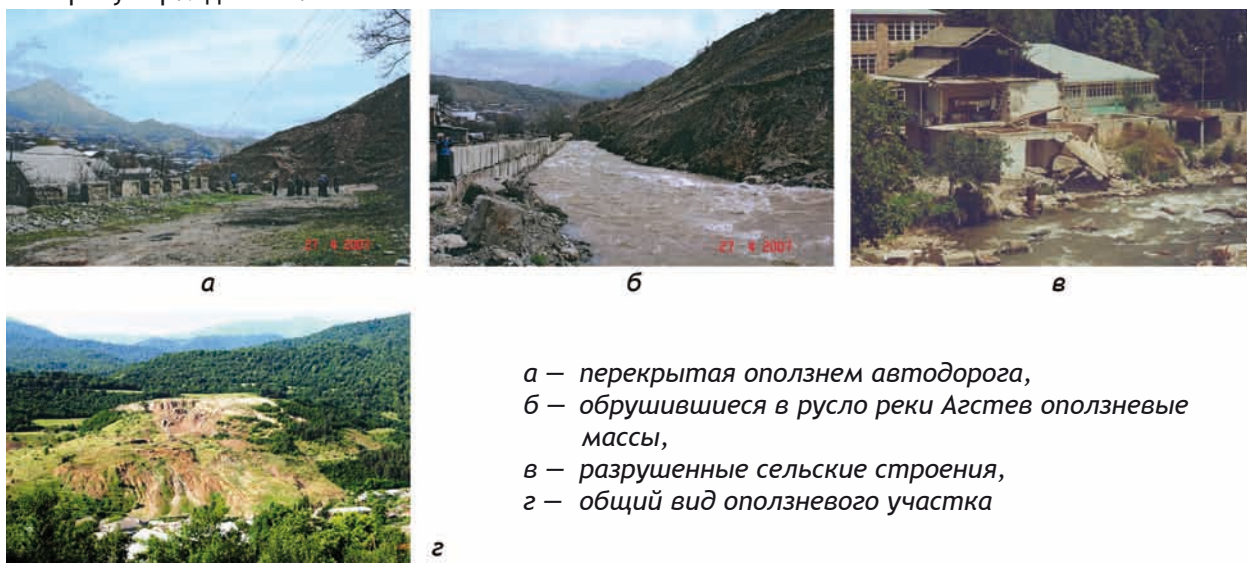 27 4 2007
27 4 2007
а
б
в
а — перекрытая оползнем автодорога,
б — обрушившиеся в русло реки Агстев оползневые
массы,
в — разрушенные сельские строения,
г — общий вид оползневого участка
г